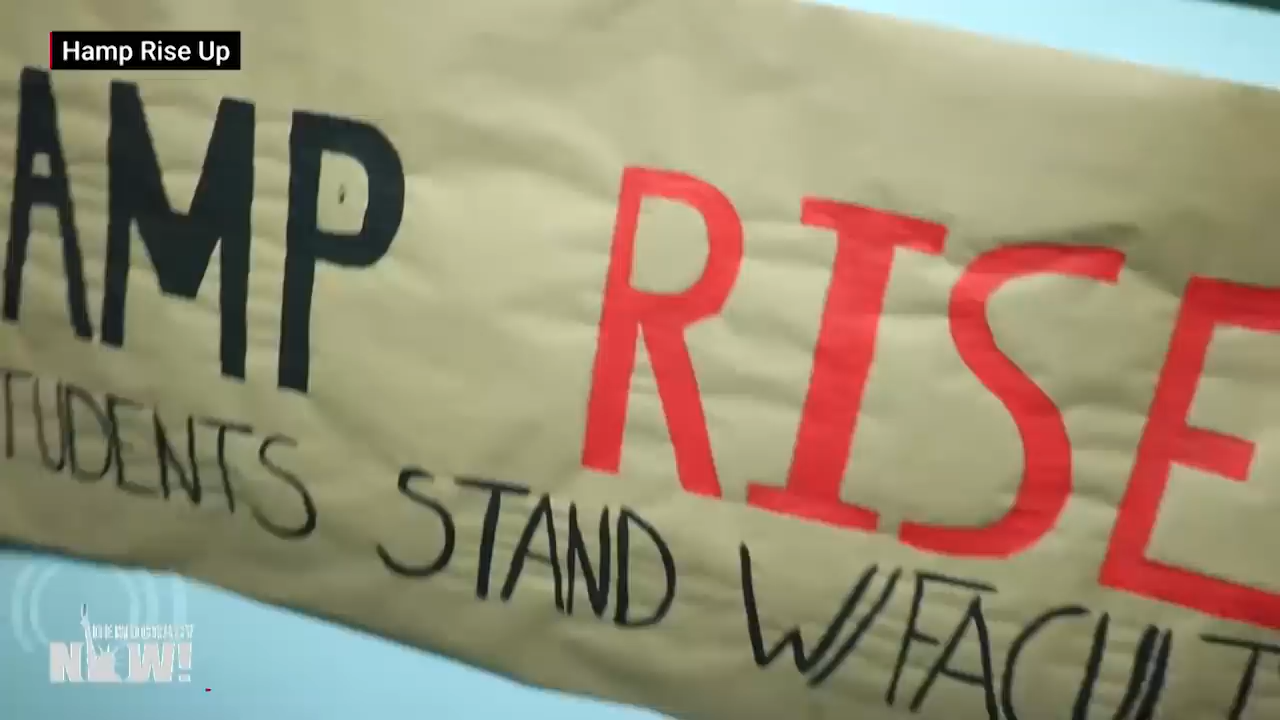 Hamp Rise Up
AMP RISE
TUDENTS STAND W/FACULT
DEMOCRACY
NOW!